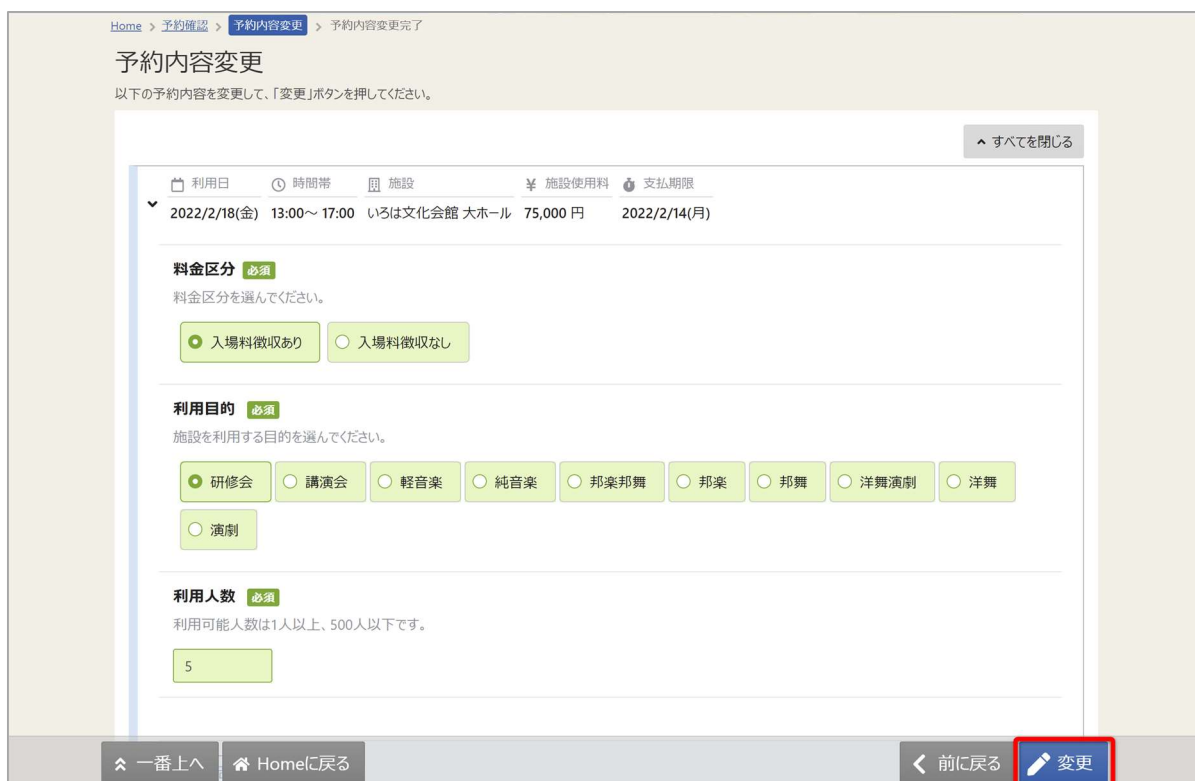 Home > 予約確認 > 予約内容変更 > 予約内容変更完了
予約内容変更
以下の予約内容を変更して、「変更」ボタンを押してください。
すべてを閉じる
利用日 時間帯 施設 ¥ 施設使用料 支払期限
2022/2/18(金) 13:00～ 17:00 いろは文化会館 大ホール 75,000 円 2022/2/14(月)
料金区分 必須
料金区分を選んでください。
入場料徴収あり 入場料徴収なし
利用目的 必須
施設を利用する目的を選んでください。
研修会 講演会 軽音楽 純音楽 邦楽邦舞 邦楽 邦舞 洋舞演劇 洋舞
演劇
利用人数 必須
利用可能人数は1人以上、500人以下です。
5
一番上へ Homeに戻る 前に戻る 変更